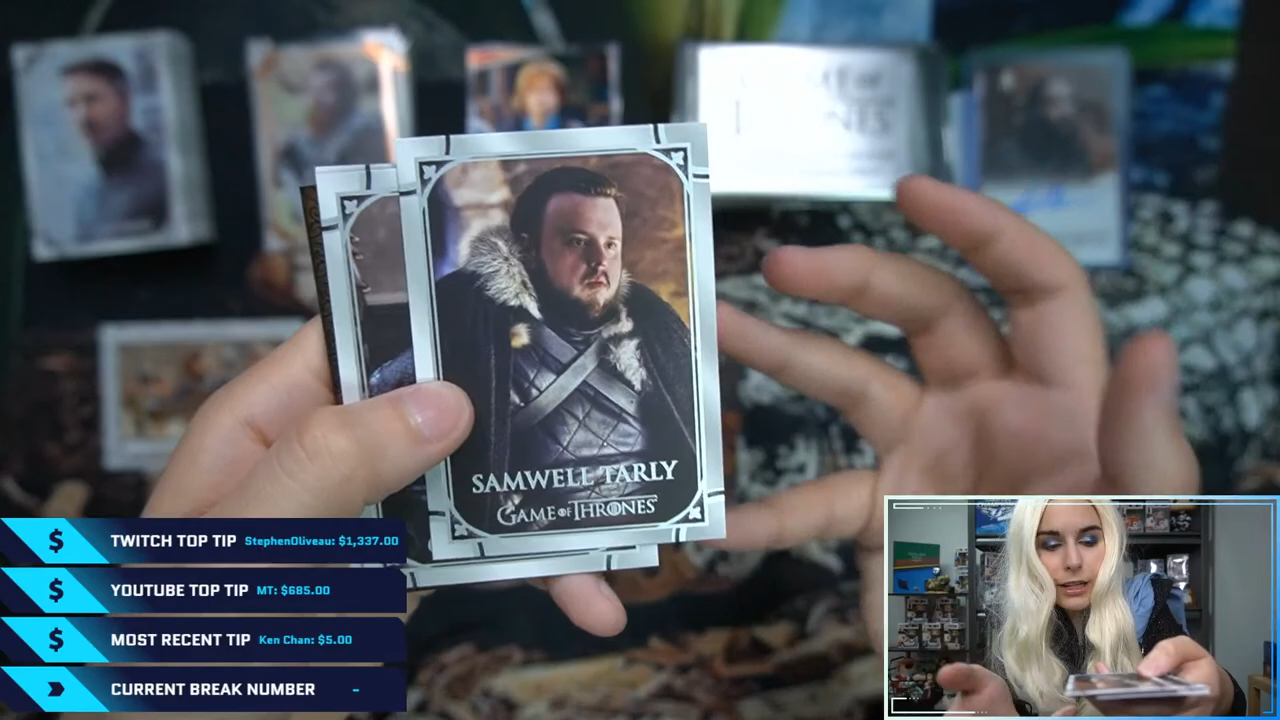 SAMWELL TARLY
GAME OF THRONES
$ TWITCH TOP TIP StephenOliveau: $1,337.00
$ YOUTUBE TOP TIP MT: $685.00
$ MOST RECENT TIP Ken Chan: $5.00
CURRENT BREAK NUMBER -